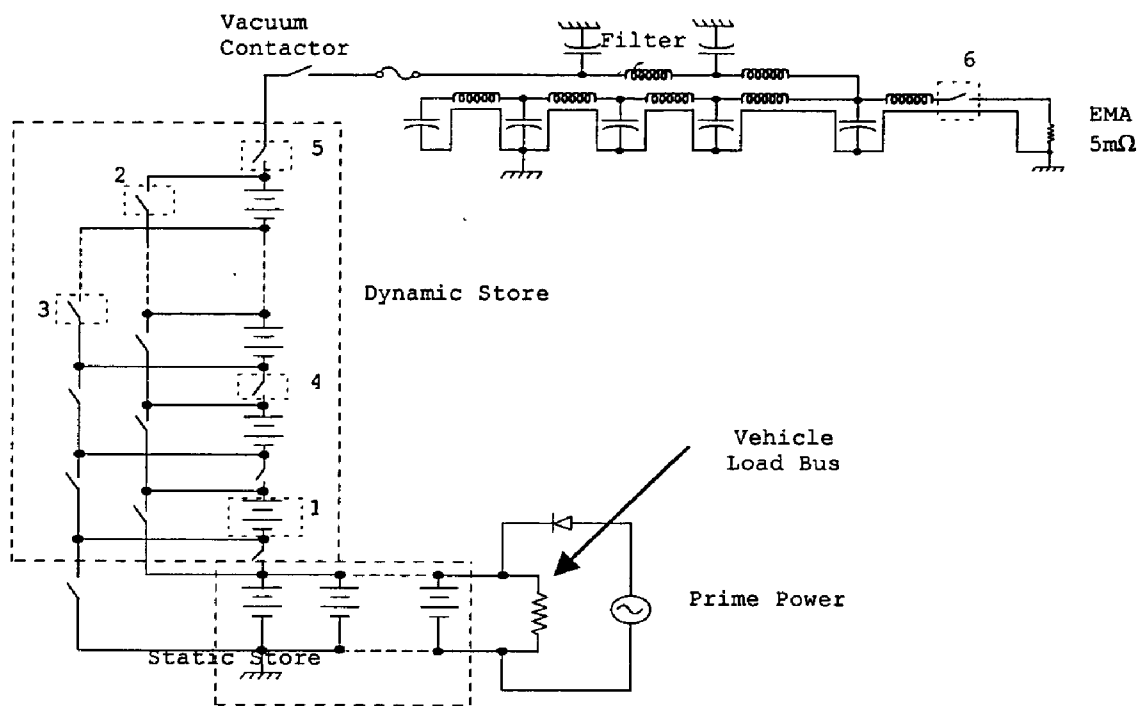 Vacuum
Contactor
Filter
6
EMA
5mΩ
5
2
Dynamic Store
3
4
Vehicle
Load Bus
1
Prime Power
Static Store